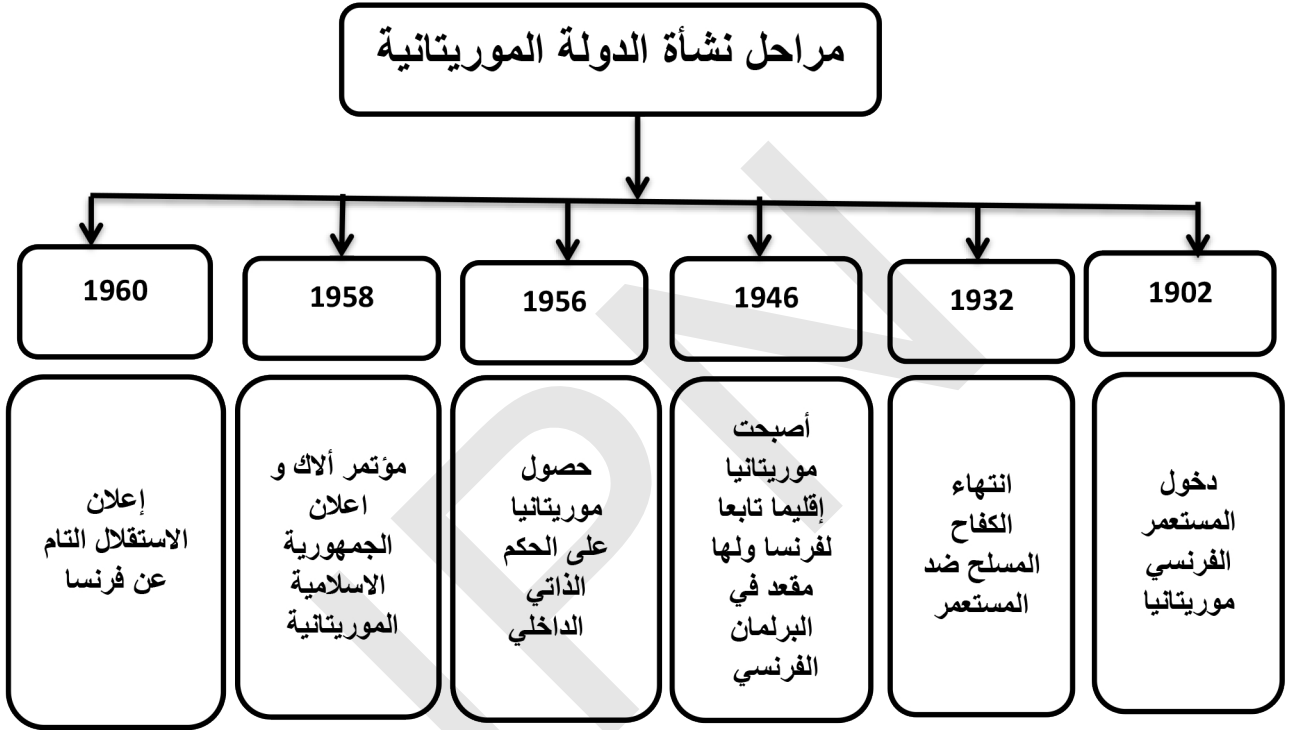 مراحل نشأة الدولة الموريتانية
1902
1932
1946
1956
1958
1960
دخول
المستعمر
الفرنسي
موريتانيا
انتهاء
الكفاح
المسلح ضد
المستعمر
أصبحت
موريتانيا
إقليما تابعا
لفرنسا ولها
مقعد في
البرلمان
الفرنسي
حصول
موريتانيا
على الحكم
الذاتي
الداخلي
مؤتمر ألاك و
اعلان
الجمهورية
الاسلامية
الموريتانية
إعلان
الاستقلال التام
عن فرنسا
IPN